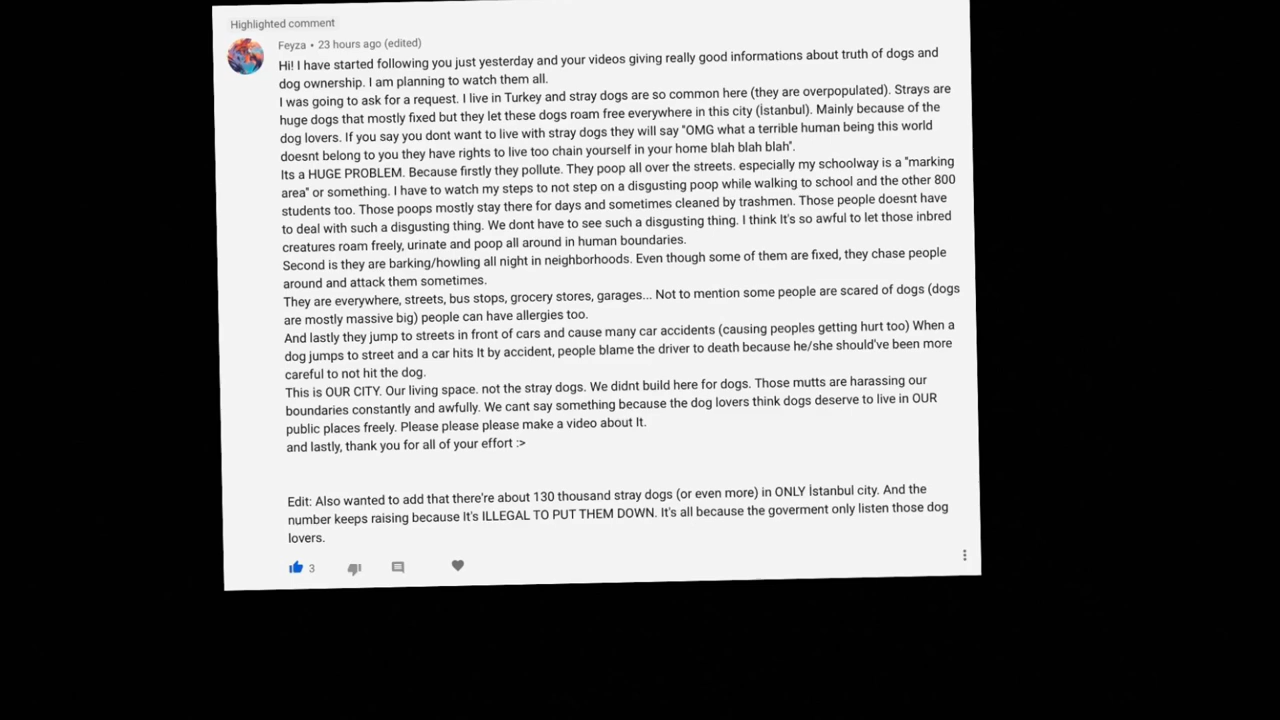 Highlighted comment
Feyza • 23 hours ago (edited)
Hi! I have started following you just yesterday and your videos giving really good informations about truth of dogs and
dog ownership. I am planning to watch them all.
I was going to ask for a request. I live in Turkey and stray dogs are so common here (they are overpopulated). Strays are
huge dogs that mostly fixed but they let these dogs roam free everywhere in this city (İstanbul). Mainly because of the
dog lovers. If you say you dont want to live with stray dogs they will say "OMG what a terrible human being this world
doesnt belong to you they have rights to live too chain yourself in your home blah blah blah".
Its a HUGE PROBLEM. Because firstly they pollute. They poop all over the streets. especially my schoolway is a "marking
area" or something. I have to watch my steps to not step on a disgusting poop while walking to school and the other 800
students too. Those poops mostly stay there for days and sometimes cleaned by trashmen. Those people doesnt have
to deal with such a disgusting thing. We dont have to see such a disgusting thing. I think It's so awful to let those inbred
creatures roam freely, urinate and poop all around in human boundaries.
Second is they are barking/howling all night in neighborhoods. Even though some of them are fixed, they chase people
around and attack them sometimes.
They are everywhere, streets, bus stops, grocery stores, garages... Not to mention some people are scared of dogs (dogs
are mostly massive big) people can have allergies too.
And lastly they jump to streets in front of cars and cause many car accidents (causing peoples getting hurt too) When a
dog jumps to street and a car hits It by accident, people blame the driver to death because he/she should've been more
careful to not hit the dog.
This is OUR CITY. Our living space. not the stray dogs. We didnt build here for dogs. Those mutts are harassing our
boundaries constantly and awfully. We cant say something because the dog lovers think dogs deserve to live in OUR
public places freely. Please please please make a video about It.
and lastly, thank you for all of your effort :>
Edit: Also wanted to add that there're about 130 thousand stray dogs (or even more) in ONLY İstanbul city. And the
number keeps raising because It's ILLEGAL TO PUT THEM DOWN. It's all because the goverment only listen those dog
lovers.
3